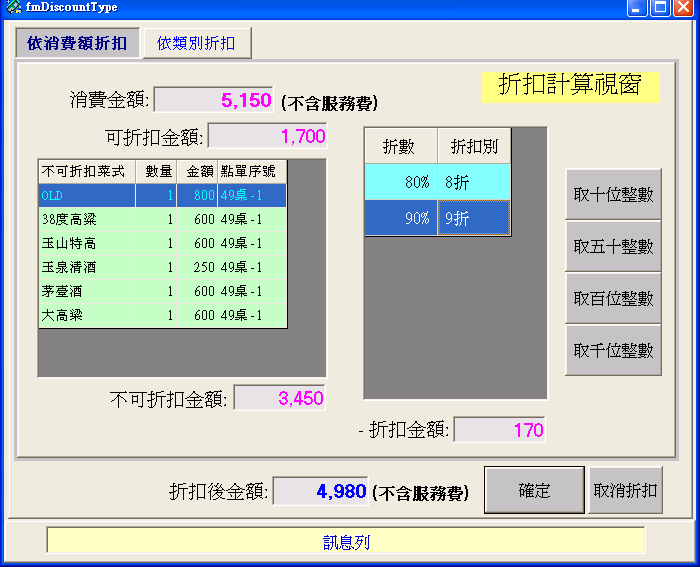 fmDiscountType
依消費額折扣 依類別折扣
折扣計算視窗
消費金額: 5,150 (不含服務費)
可折扣金額: 1,700
不可折扣菜式 數量 金額 點單序號
OLD 1 800 49桌-1
38度高粱 1 600 49桌-1
玉山特高 1 600 49桌-1
玉泉清酒 1 250 49桌-1
茅臺酒 1 600 49桌-1
大高梁 1 600 49桌-1
不可折扣金額: 3,450
折數 折扣別
80% 8折
90% 9折
取十位整數
取五十整數
取百位整數
取千位整數
- 折扣金額: 170
折扣後金額: 4,980 (不含服務費)
確定 取消折扣
訊息列